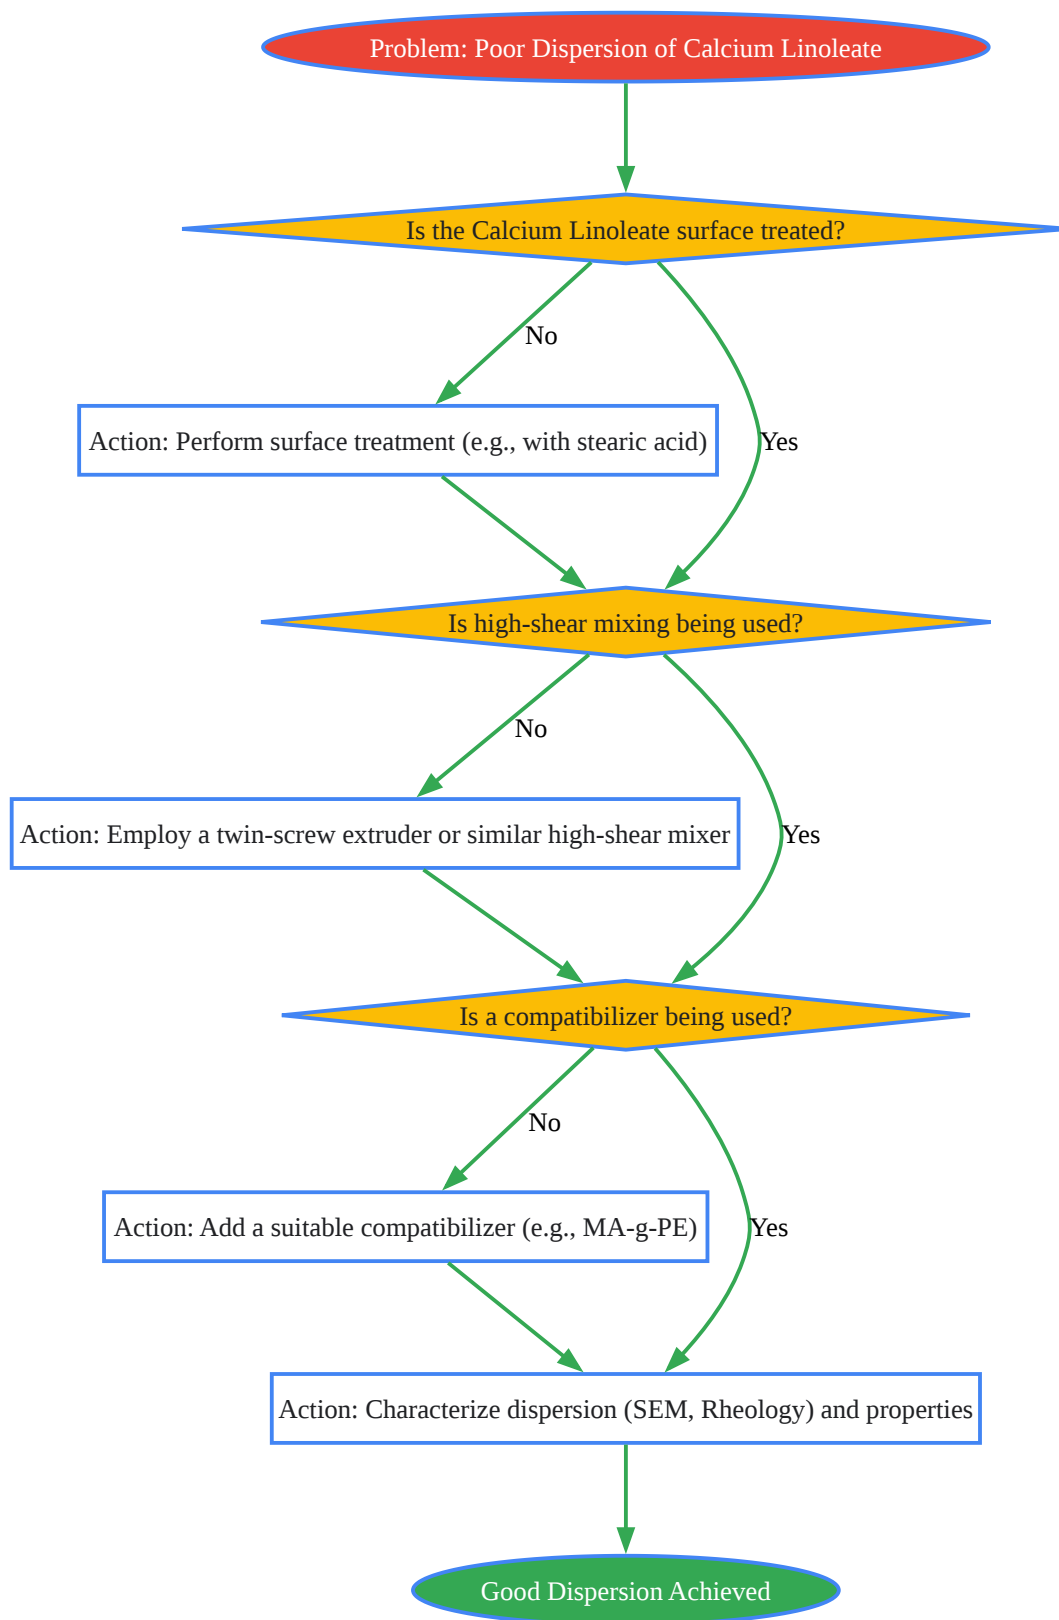 Problem: Poor Dispersion of Calcium Linoleate
Is the Calcium Linoleate surface treated?
No
Action: Perform surface treatment (e.g., with stearic acid)
Yes
Is high-shear mixing being used?
No
Action: Employ a twin-screw extruder or similar high-shear mixer
Yes
Is a compatibilizer being used?
No
Action: Add a suitable compatibilizer (e.g., MA-g-PE)
Yes
Action: Characterize dispersion (SEM, Rheology) and properties
Good Dispersion Achieved